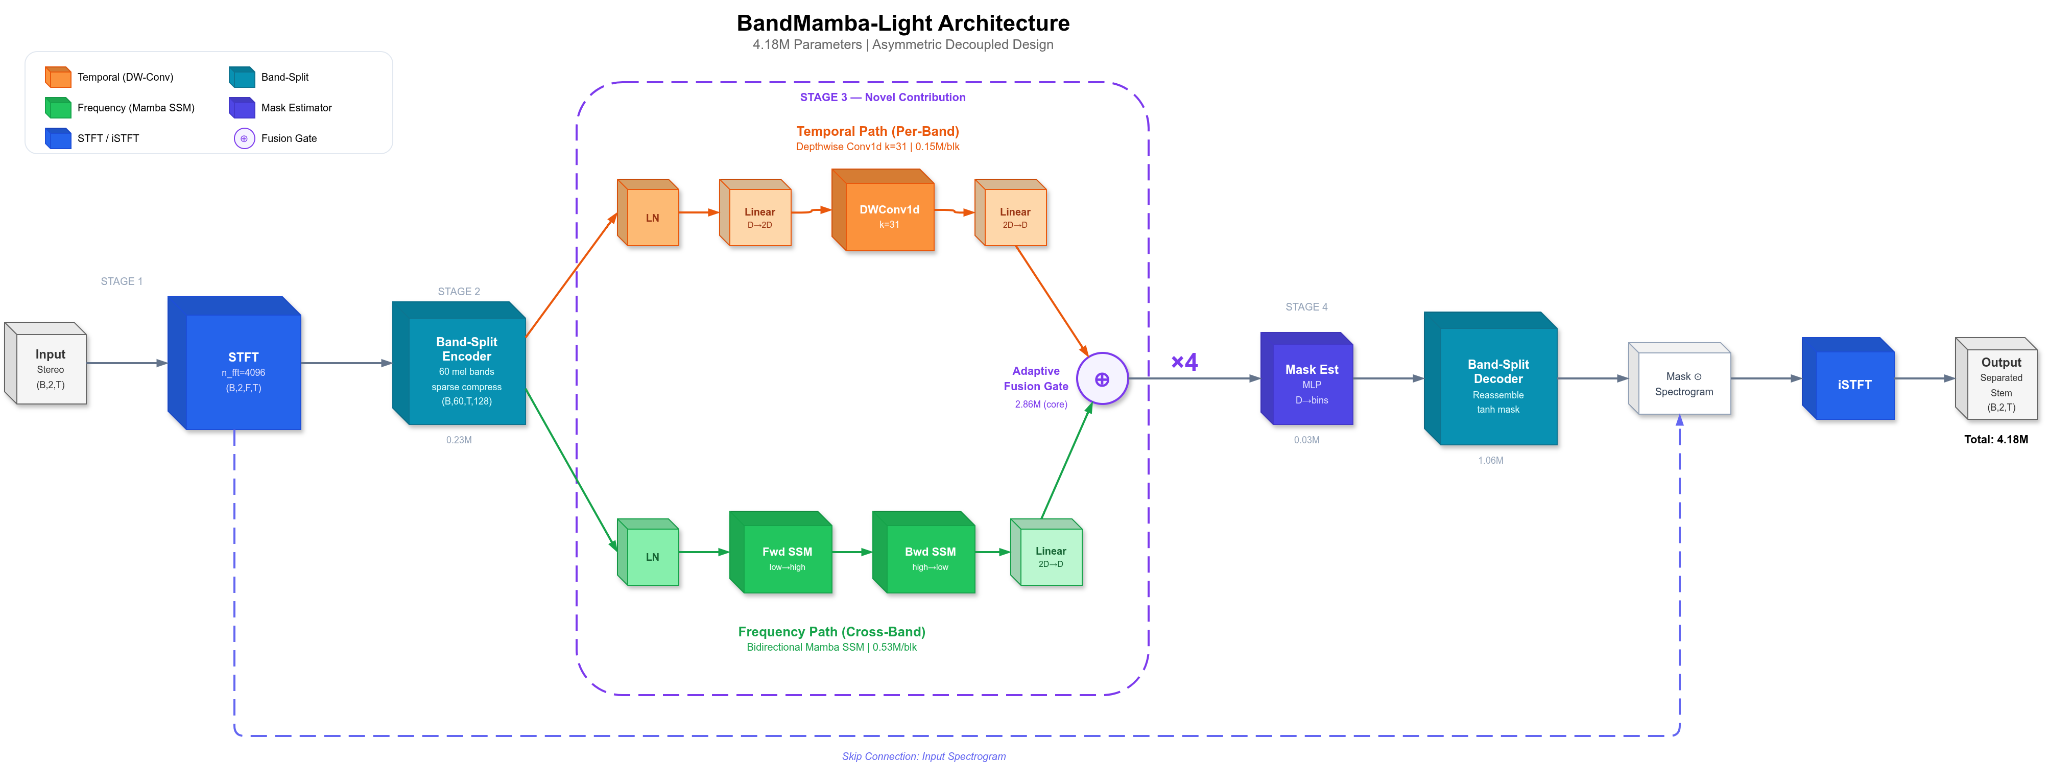 BandMamba-Light Architecture
4.18M Parameters | Asymmetric Decoupled Design
Temporal (DW-Conv)
Band-Split
Frequency (Mamba SSM)
Mask Estimator
STFT / iSTFT
⊕
Fusion Gate
STAGE 3 — Novel Contribution
Temporal Path (Per-Band)
Depthwise Conv1d k=31 | 0.15M/blk
LN
Linear
D→2D
DWConv1d
k=31
Linear
2D→D
STAGE 1
STAGE 2
STAGE 4
Input
Stereo
(B,2,T)
STFT
n_fft=4096
(B,2,F,T)
Band-Split
Encoder
60 mel bands
sparse compress
(B,60,T,128)
0.23M
Adaptive
Fusion Gate
2.86M (core)
⊕
×4
Mask Est
MLP
D→bins
0.03M
Band-Split
Decoder
Reassemble
tanh mask
1.06M
Mask ⊙
Spectrogram
iSTFT
Output
Separated
Stem
(B,2,T)
Total: 4.18M
LN
Fwd SSM
low→high
Bwd SSM
high→low
Linear
2D→D
Frequency Path (Cross-Band)
Bidirectional Mamba SSM | 0.53M/blk
Skip Connection: Input Spectrogram